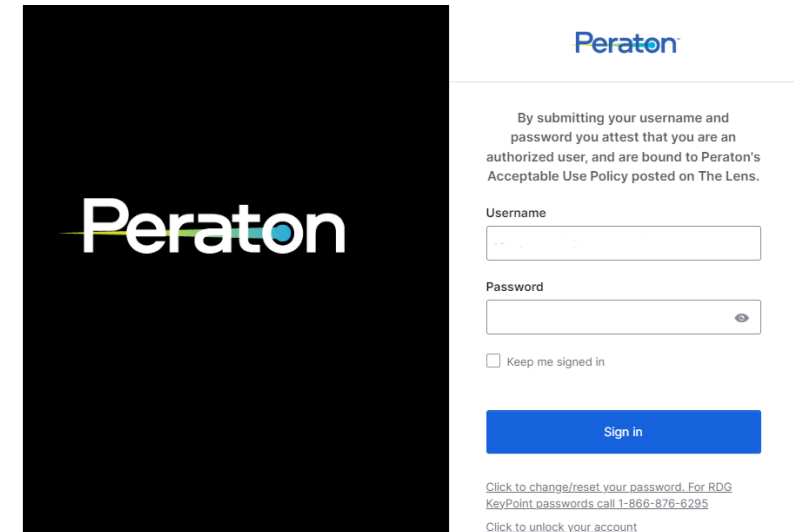 Peraton
Peraton
By submitting your username and
password you attest that you are an
authorized user, and are bound to Peraton's
Acceptable Use Policy posted on The Lens.
Username
Password
Keep me signed in
Sign in
Click to change/reset your password. For RDG
KeyPoint passwords call 1-866-876-6295
Click to unlock your account